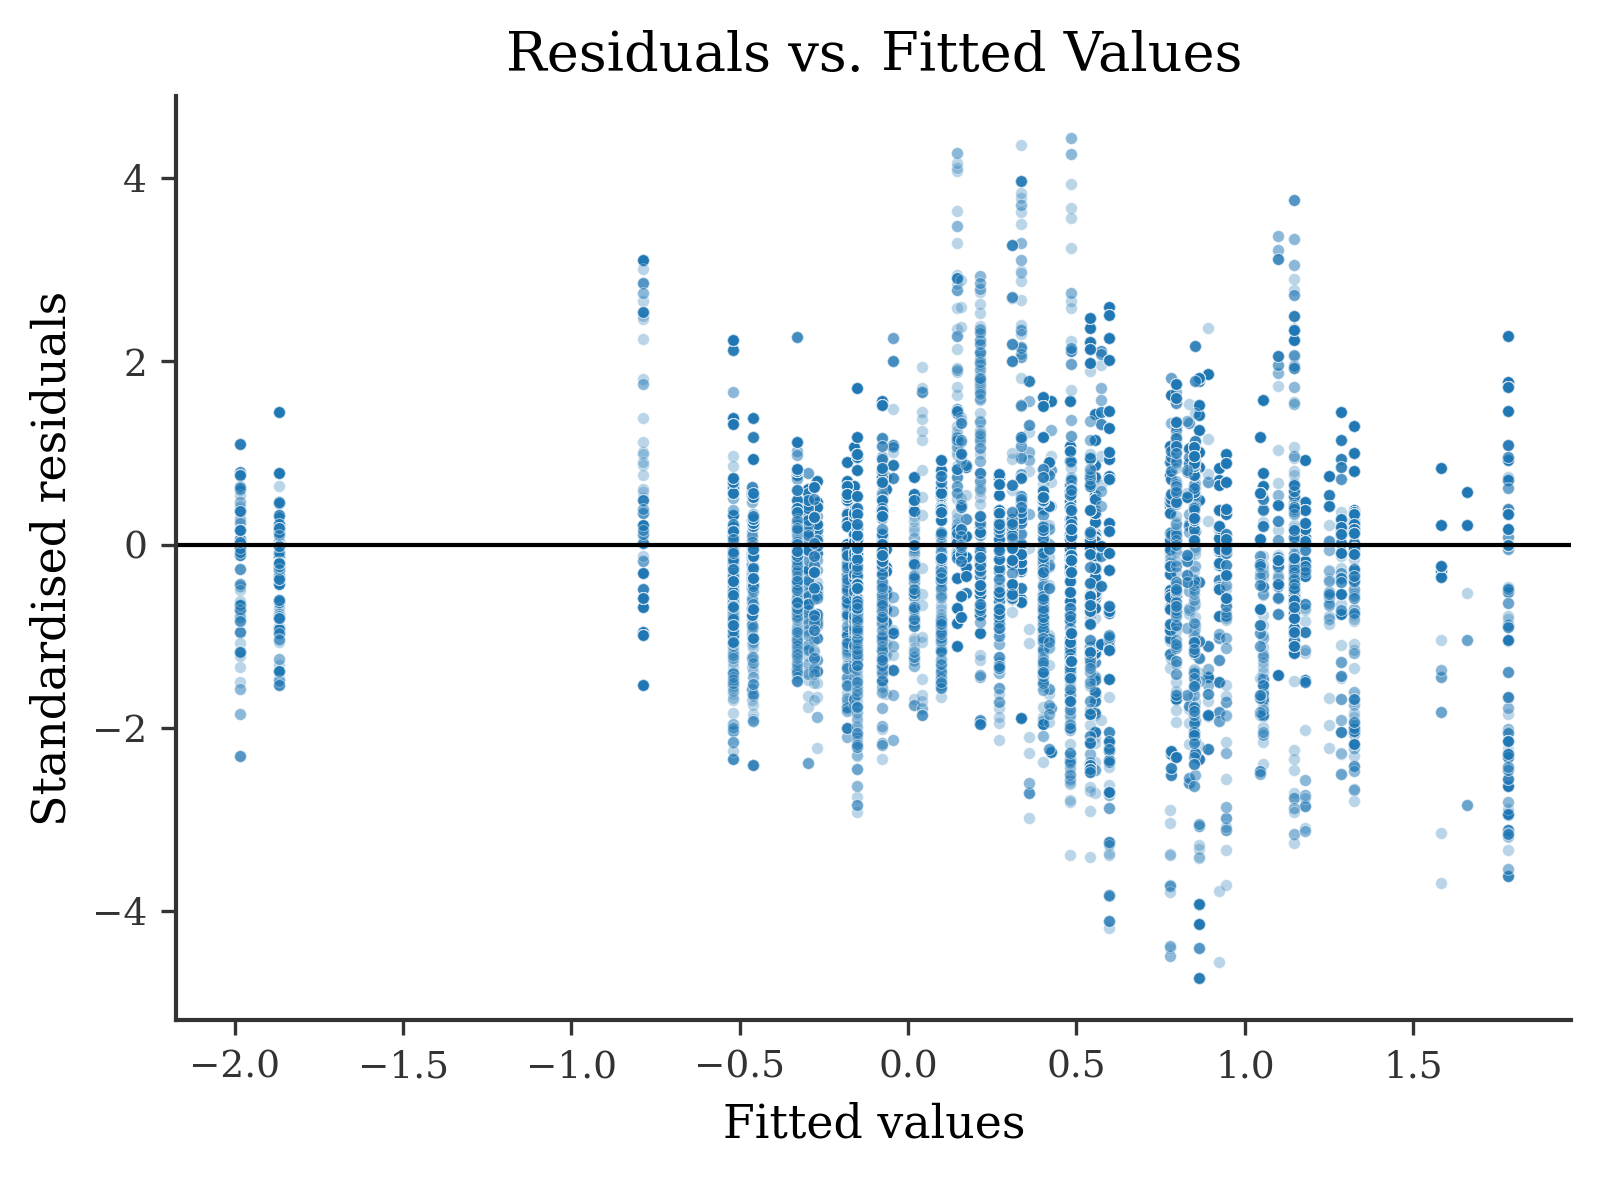 Residuals vs. Fitted Values
Standardised residuals
4
2
0
−2
−4
−2.0 −1.5 −1.0 −0.5 0.0 0.5 1.0 1.5
Fitted values